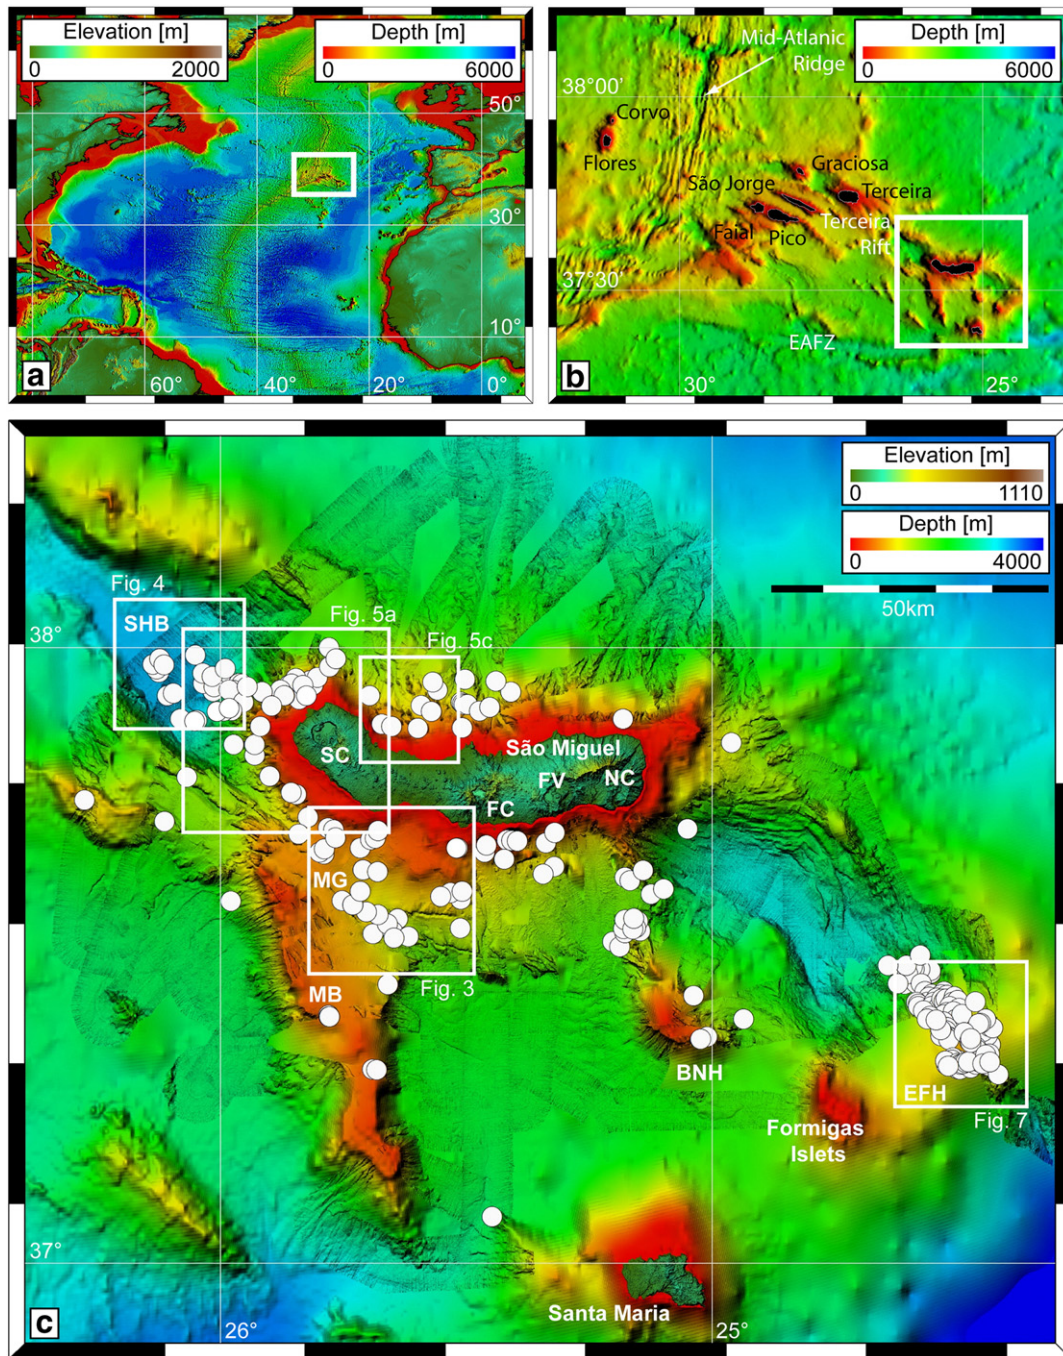 Elevation [m]
0 2000
Depth [m]
0 6000
50°
30°
10°
60° 40° 20° 0°
a
Mid-Atlanic
Ridge
Depth [m]
0 6000
38°00'
Corvo
Flores
Graciosa
São Jorge
Terceira
Terceira
Rift
Faial
Pico
37°30'
EAFZ
30° 25°
b
Elevation [m]
0 1110
Depth [m]
0 4000
50km
Fig. 4
SHB
Fig. 5a
Fig. 5c
38°
São Miguel
SC
FV
NC
FC
MG
MB
Fig. 3
BNH
EFH
Fig. 7
Formigas
Islets
37°
Santa Maria
26° 25°
c